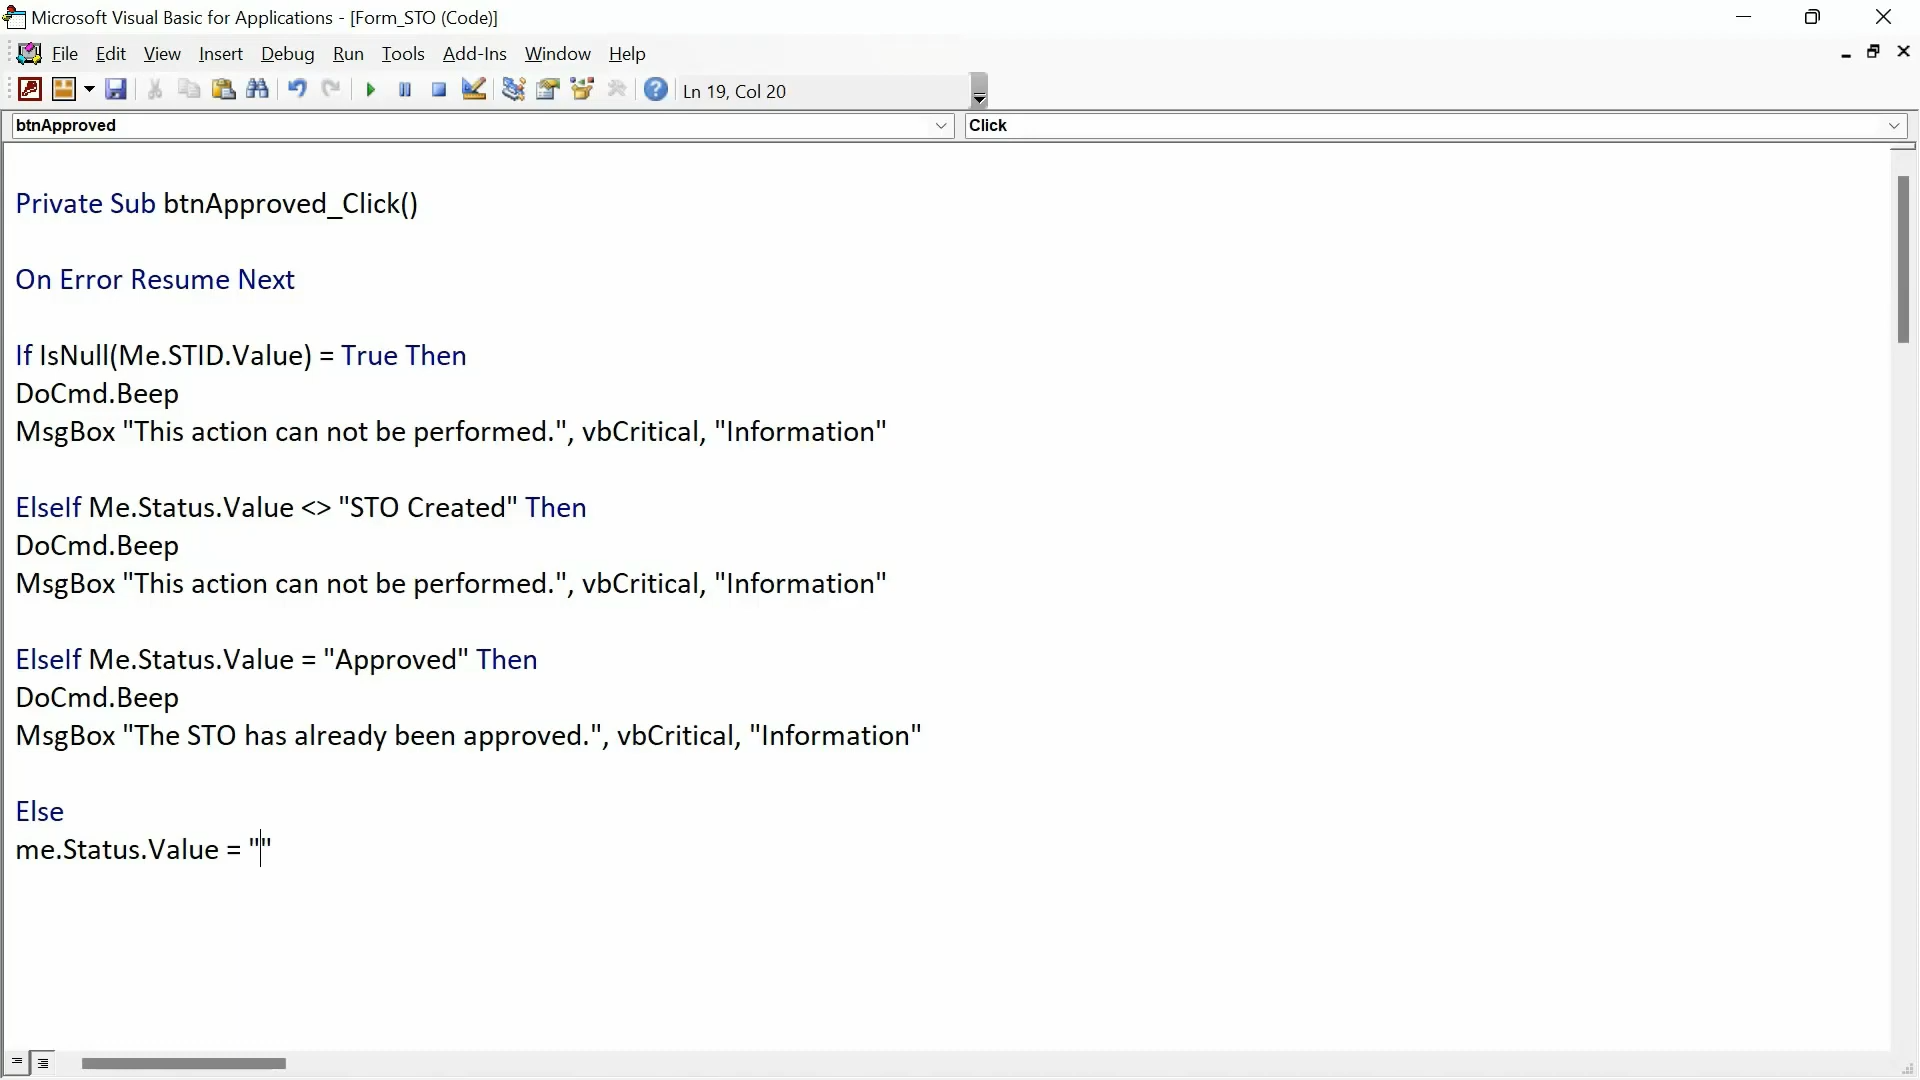 Microsoft Visual Basic for Applications - [Form_STO (Code)]
File Edit View Insert Debug Run Tools Add-Ins Window Help
Ln 19, Col 20
btnApproved Click
Private Sub btnApproved_Click()
On Error Resume Next
If IsNull(Me.STID.Value) = True Then
DoCmd.Beep
MsgBox "This action can not be performed.", vbCritical, "Information"
ElseIf Me.Status.Value <> "STO Created" Then
DoCmd.Beep
MsgBox "This action can not be performed.", vbCritical, "Information"
ElseIf Me.Status.Value = "Approved" Then
DoCmd.Beep
MsgBox "The STO has already been approved.", vbCritical, "Information"
Else
me.Status.Value = ""